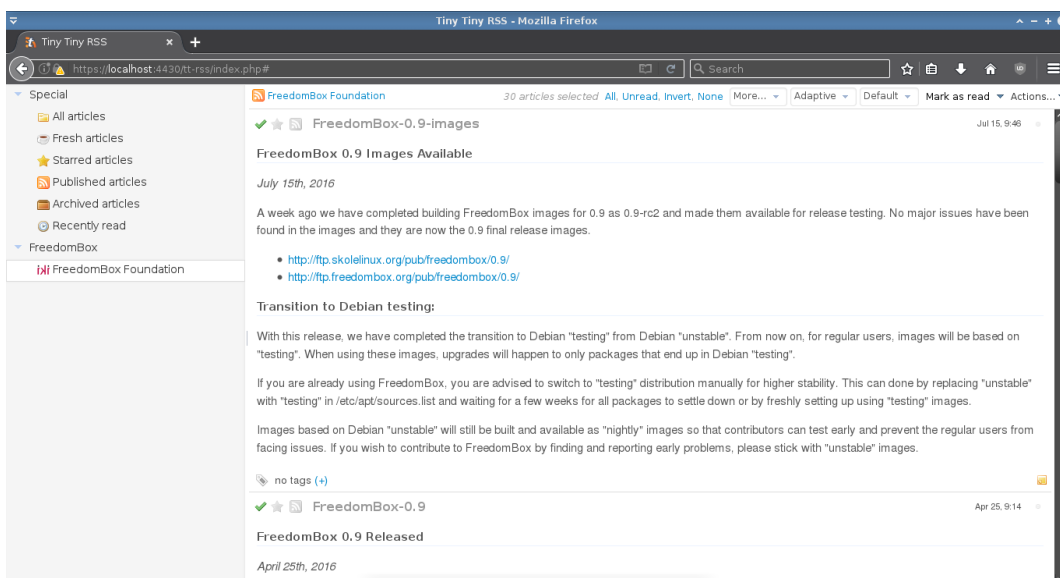 Tiny Tiny RSS - Mozilla Firefox
Tiny Tiny RSS
https://localhost:4430/tt-rss/index.php#
Search
Special
All articles
Fresh articles
Starred articles
Published articles
Archived articles
Recently read
FreedomBox
FreedomBox Foundation
FreedomBox Foundation 30 articles selected All, Unread, Invert, None More... Adaptive Default Mark as read Actions...
FreedomBox-0.9-images Jul 15, 9:46
FreedomBox 0.9 Images Available
July 15th, 2016
A week ago we have completed building FreedomBox images for 0.9 as 0.9-rc2 and made them available for release testing. No major issues have been
found in the images and they are now the 0.9 final release images.
http://ftp.skolelinux.org/pub/freedombox/0.9/
http://ftp.freedombox.org/pub/freedombox/0.9/
Transition to Debian testing:
With this release, we have completed the transition to Debian "testing" from Debian "unstable". From now on, for regular users, images will be based on
"testing". When using these images, upgrades will happen to only packages that end up in Debian "testing".
If you are already using FreedomBox, you are advised to switch to "testing" distribution manually for higher stability. This can done by replacing "unstable"
with "testing" in /etc/apt/sources.list and waiting for a few weeks for all packages to settle down or by freshly setting up using "testing" images.
Images based on Debian "unstable" will still be built and available as "nightly" images so that contributors can test early and prevent the regular users from
facing issues. If you wish to contribute to FreedomBox by finding and reporting early problems, please stick with "unstable" images.
no tags (+)
FreedomBox-0.9 Apr 25, 9:14
FreedomBox 0.9 Released
April 25th, 2016